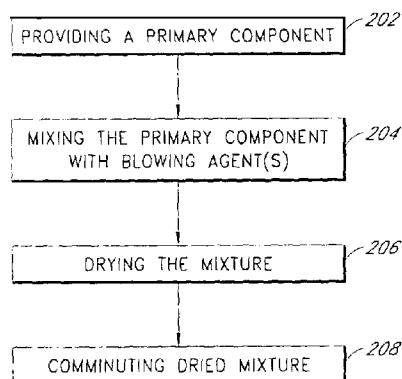 PROVIDING A PRIMARY COMPONENT
202
MIXING THE PRIMARY COMPONENT
WITH BLOWING AGENT(S)
204
DRYING THE MIXTURE
206
COMMINUTING DRIED MIXTURE
208